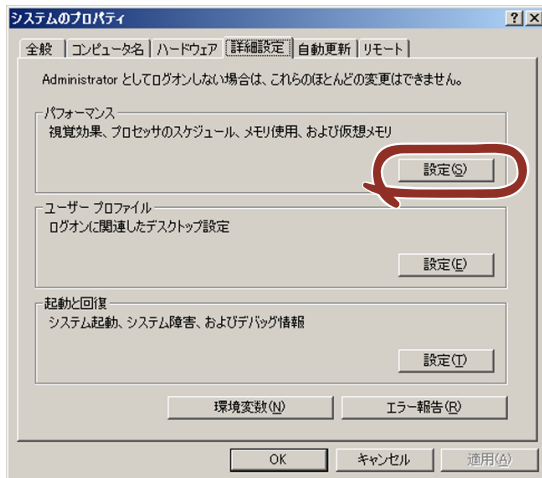 システムのプロパティ
全般 コンピュータ名 ハードウェア 詳細設定 自動更新 リモート
Administrator としてログオンしない場合は、これらのほとんどの変更はできません。
パフォーマンス
視覚効果、プロセッサのスケジュール、メモリ使用、および仮想メモリ
設定(S)
ユーザー プロファイル
ログオンに関連したデスクトップ設定
設定(E)
起動と回復
システム起動、システム障害、およびデバッグ情報
設定(T)
環境変数(N) エラー報告(R)
OK キャンセル 適用(A)